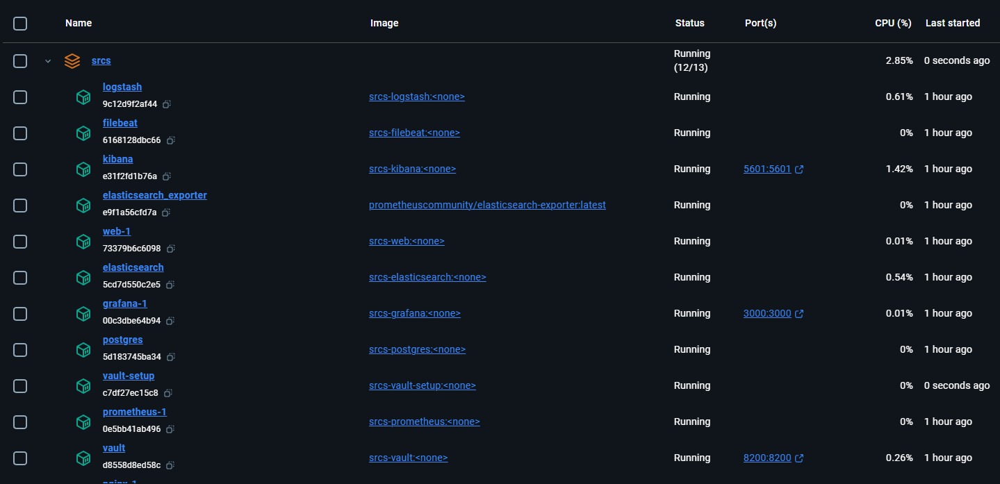 Name Image Status Port(s) CPU (%) Last started
srcs Running (12/13) 2.85% 0 seconds ago
logstash
9c12d9f2af44 srcs-logstash:<none> Running 0.61% 1 hour ago
filebeat
6168128dbc66 srcs-filebeat:<none> Running 0% 1 hour ago
kibana
e31f2fd1b76a srcs-kibana:<none> Running 5601:5601 1.42% 1 hour ago
elasticsearch_exporter
e9f1a56cfd7a prometheuscommunity/elasticsearch-exporter:latest Running 0% 1 hour ago
web-1
73379b6c6098 srcs-web:<none> Running 0.01% 1 hour ago
elasticsearch
5cd7d550c2e5 srcs-elasticsearch:<none> Running 0.54% 1 hour ago
grafana-1
00c3dbe64b94 srcs-grafana:<none> Running 3000:3000 0.01% 1 hour ago
postgres
5d183745ba34 srcs-postgres:<none> Running 0% 1 hour ago
vault-setup
c7df27ec15c8 srcs-vault-setup:<none> Running 0% 0 seconds ago
prometheus-1
0e5bb41ab496 srcs-prometheus:<none> Running 0% 1 hour ago
vault
d8558d8ed58c srcs-vault:<none> Running 8200:8200 0.26% 1 hour ago